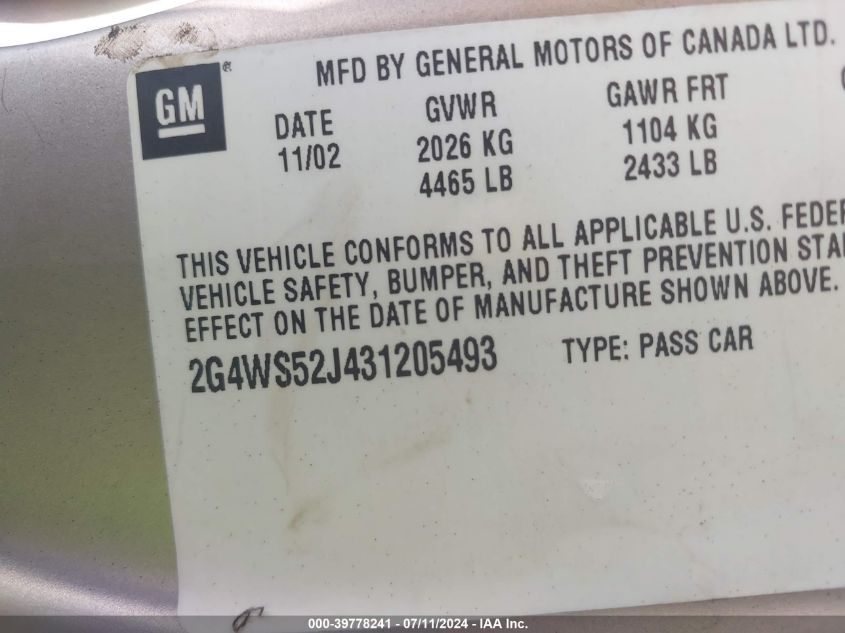 MFD BY GENERAL MOTORS OF CANADA LTD.
GM
DATE GVWR GAWR FRT
11/02 2026 KG 1104 KG
4465 LB 2433 LB
THIS VEHICLE CONFORMS TO ALL APPLICABLE U.S. FEDER
VEHICLE SAFETY, BUMPER, AND THEFT PREVENTION STA
EFFECT ON THE DATE OF MANUFACTURE SHOWN ABOVE.
2G4WS52J431205493 TYPE: PASS CAR
000-39778241 - 07/11/2024 - IAA Inc.